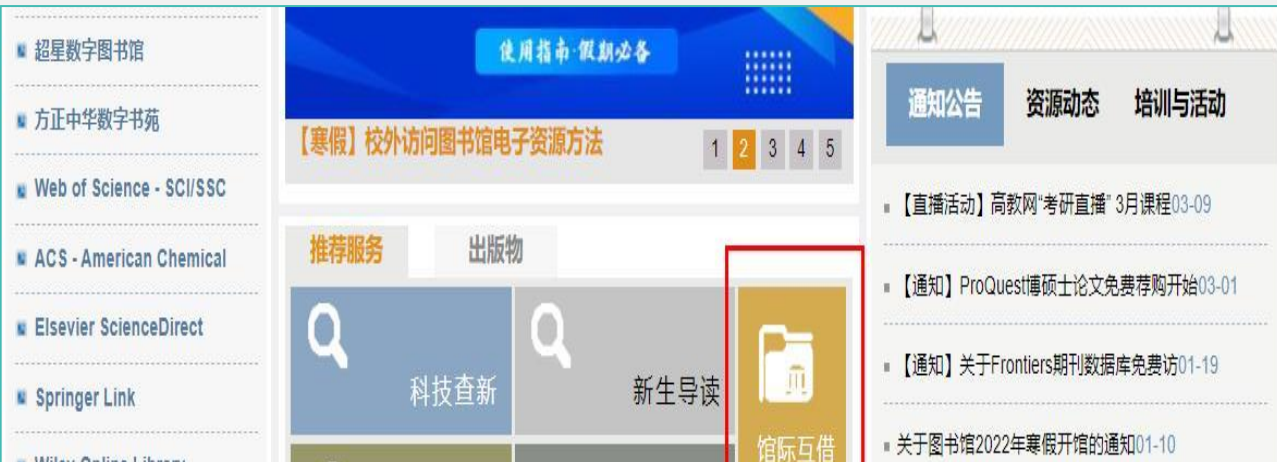 超星数字图书馆
方正中华数字书苑
Web of Science - SCI/SSC
ACS - American Chemical
Elsevier ScienceDirect
Springer Link
Wiley Online Library
使用指南·假期必备
【寒假】校外访问图书馆电子资源方法
1 2 3 4 5
推荐服务 出版物
科技查新
新生导读
馆际互借
通知公告 资源动态 培训与活动
【直播活动】高教网“考研直播” 3月课程03-09
【通知】ProQuest博硕士论文免费荐购开始03-01
【通知】关于Frontiers期刊数据库免费访01-19
关于图书馆2022年寒假开馆的通知01-10